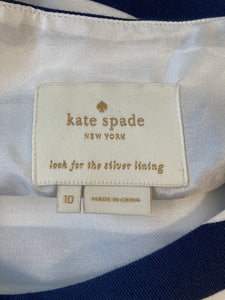 kate spade
NEW YORK
look for the silver lining
10
MADE IN CHINA